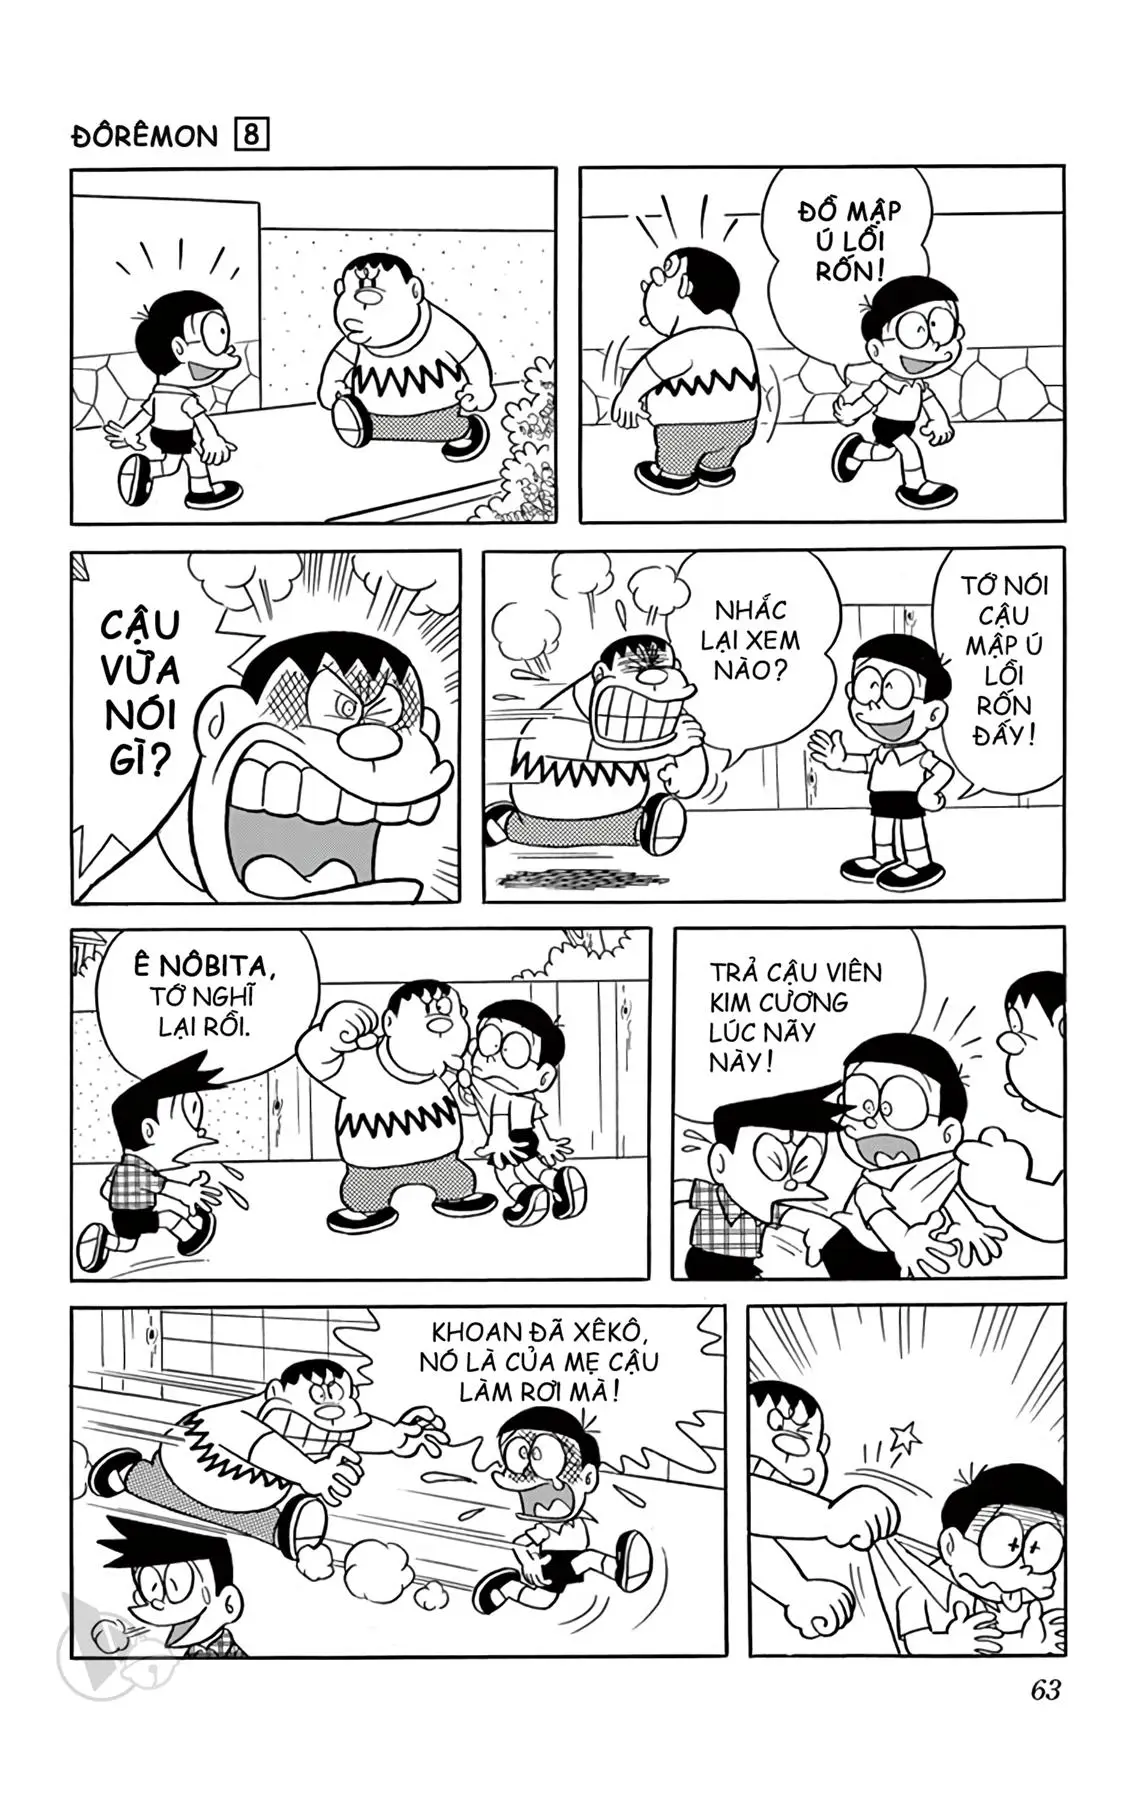 ĐÔRÊMON 8
ĐỒ MẬP
Ú LỒI
RỐN!
CẬU
VỪA
NÓI
GÌ?
NHẮC
LẠI XEM
NÀO?
TỚ NÓI
CẬU
MẬP Ú
LỒI
RỐN
ĐẤY!
Ê NÔBITA,
TỚ NGHĨ
LẠI RỒI.
TRẢ CẬU VIÊN
KIM CƯƠNG
LÚC NÃY
NÀY!
KHOAN ĐÃ XÊKÔ,
NÓ LÀ CỦA MẸ CẬU
LÀM RƠI MÀ!
63